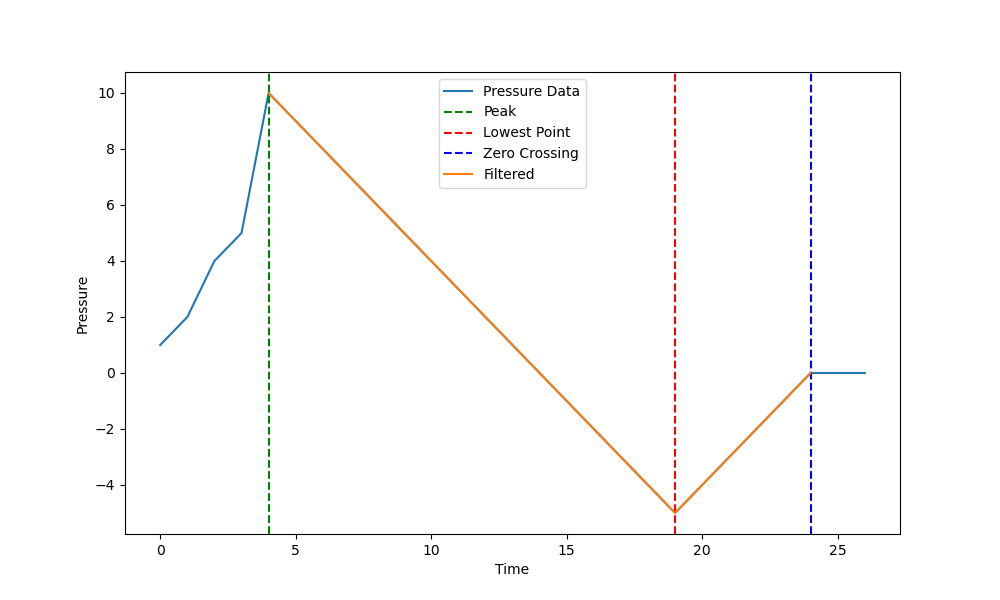 Pressure Data
Peak
Lowest Point
Zero Crossing
Filtered
10
8
6
4
2
0
−2
−4
Pressure
0 5 10 15 20 25
Time